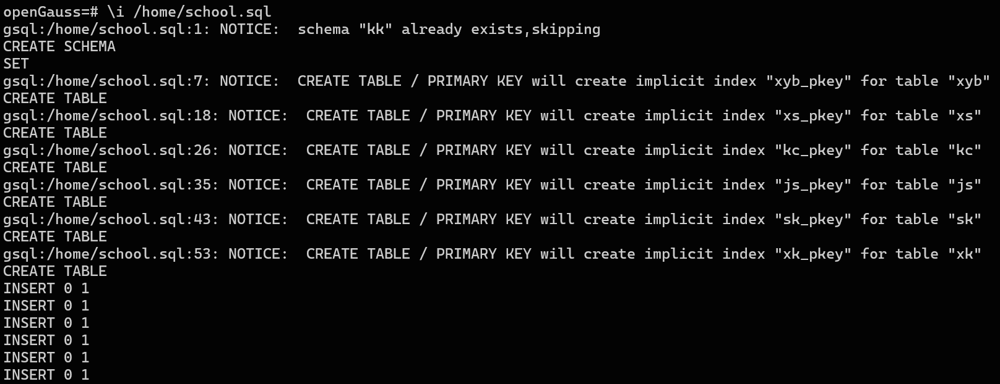 openGauss=# \i /home/school.sql
gsql:/home/school.sql:1: NOTICE:  schema "kk" already exists,skipping
CREATE SCHEMA
SET
gsql:/home/school.sql:7: NOTICE:  CREATE TABLE / PRIMARY KEY will create implicit index "xyb_pkey" for table "xyb"
CREATE TABLE
gsql:/home/school.sql:18: NOTICE:  CREATE TABLE / PRIMARY KEY will create implicit index "xs_pkey" for table "xs"
CREATE TABLE
gsql:/home/school.sql:26: NOTICE:  CREATE TABLE / PRIMARY KEY will create implicit index "kc_pkey" for table "kc"
CREATE TABLE
gsql:/home/school.sql:35: NOTICE:  CREATE TABLE / PRIMARY KEY will create implicit index "js_pkey" for table "js"
CREATE TABLE
gsql:/home/school.sql:43: NOTICE:  CREATE TABLE / PRIMARY KEY will create implicit index "sk_pkey" for table "sk"
CREATE TABLE
gsql:/home/school.sql:53: NOTICE:  CREATE TABLE / PRIMARY KEY will create implicit index "xk_pkey" for table "xk"
CREATE TABLE
INSERT 0 1
INSERT 0 1
INSERT 0 1
INSERT 0 1
INSERT 0 1
INSERT 0 1